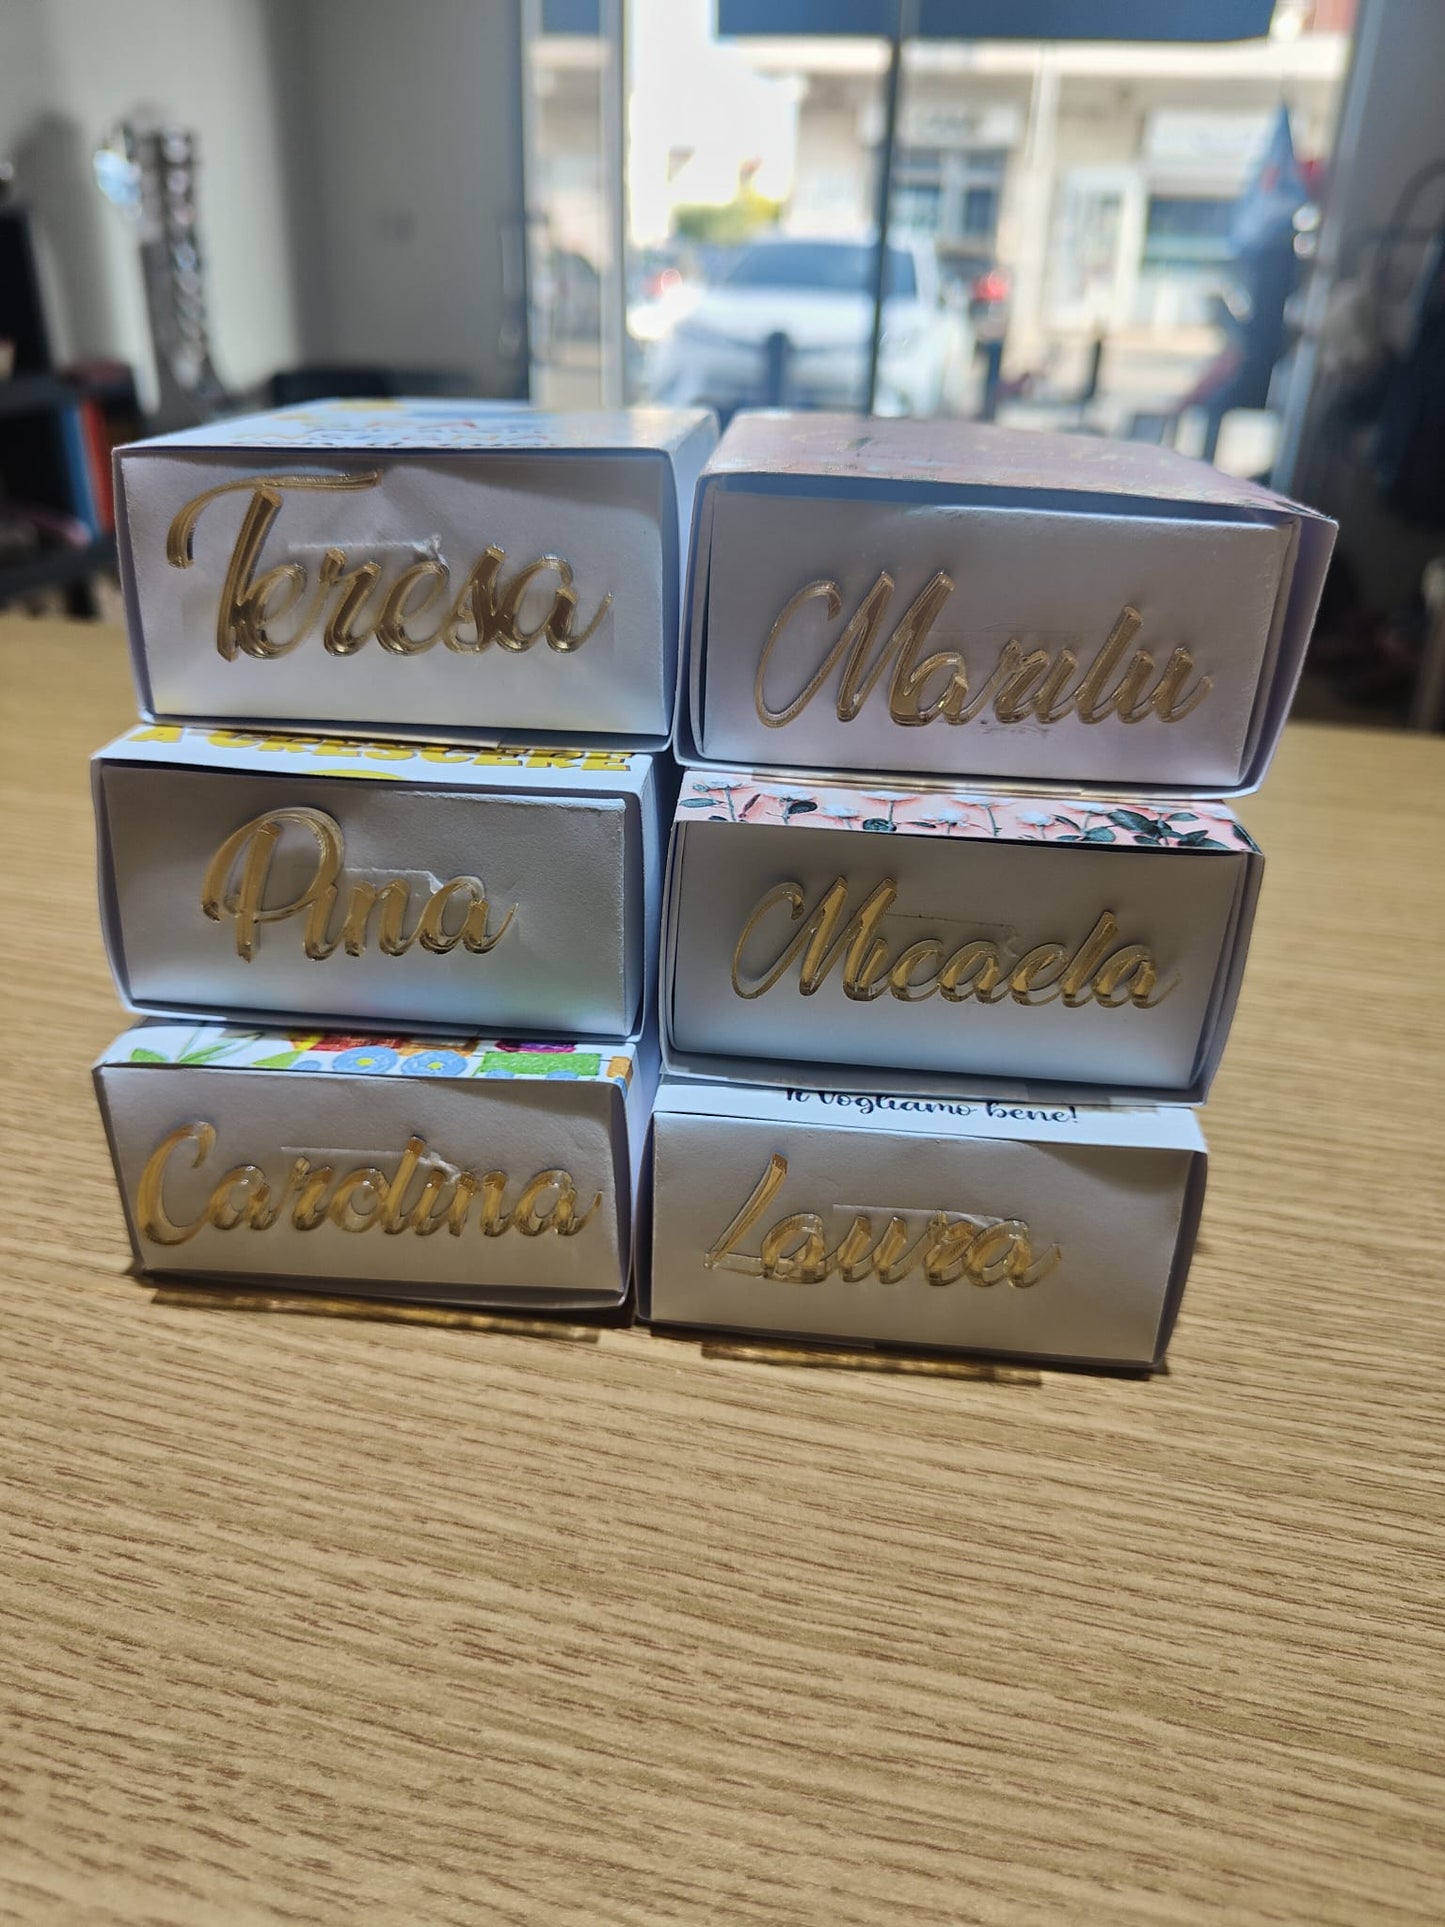 Teresa
Marilu
A CRESCERE
Pina
Micaela
Ti vogliamo bene!
Carolina
Laura